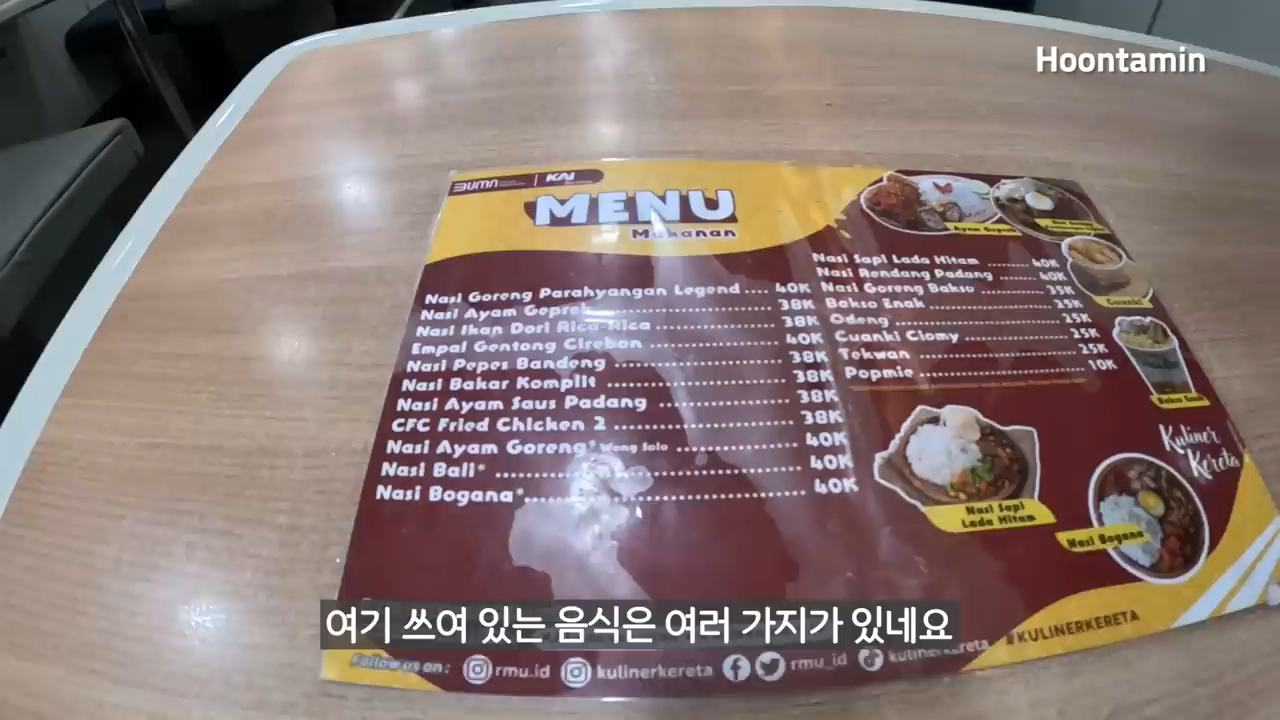 Hoontamin
BUMN KAI
MENU
Makanan
Nasi Goreng Parahyangan Legend .... 40K
Nasi Ayam Geprek 38K
Nasi Ikan Dori Rica-Rica .................. 38K
Empal Gentong Cirebon .................. 40K
Nasi Pepes Bandeng .................. 38K
Nasi Bakar Komplit .................. 38K
Nasi Ayam Saus Padang .................. 38K
CFC Fried Chicken 2 .................. 38K
Nasi Ayam Goreng* Wong Solo .................. 40K
Nasi Bali* .................. 40K
Nasi Bogana* .................. 40K
Nasi Sapi Lada Hitam ........ 40K
Nasi Rendang Padang ........ 40K
Nasi Goreng Bakso ........ 35K
Bakso Enak ........ 25K
Odeng ........ 25K
Cuanki Ciomy ........ 25K
Tekwan ........ 25K
Popmie ........ 10K
Ayam Geprek
Cuanki
Bakso Enak
Nasi Sapi
Lada Hitam
Kuliner
Kereta
Nasi Bogana
여기 쓰여 있는 음식은 여러 가지가 있네요
#KULINERKERETA
Follow us on : rmu.id kulinerkereta rmu_id kulinerkereta